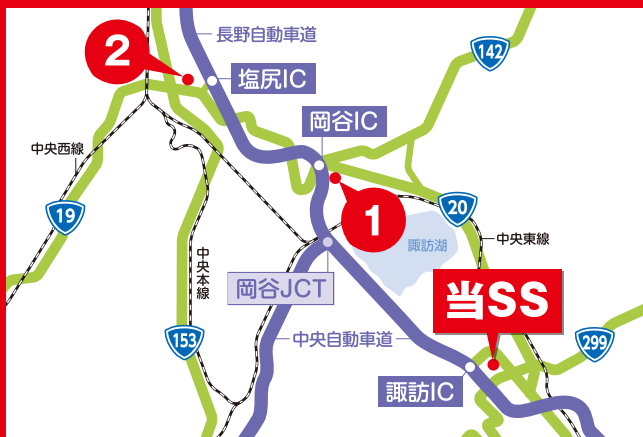 長野自動車道
142
2
塩尻IC
岡谷IC
中央西線
1
20
19
諏訪湖
中央東線
中央本線
岡谷JCT
当SS
153
中央自動車道
299
諏訪IC